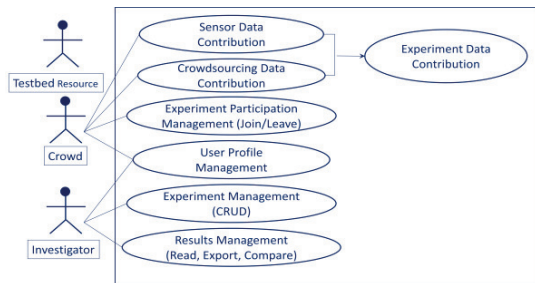 Sensor Data
Contribution
Experiment Data
Contribution
Testbed Resource
Crowdsourcing Data
Contribution
Experiment Participation
Management (Join/Leave)
Crowd
User Profile
Management
Experiment Management
(CRUD)
Investigator
Results Management
(Read, Export, Compare)